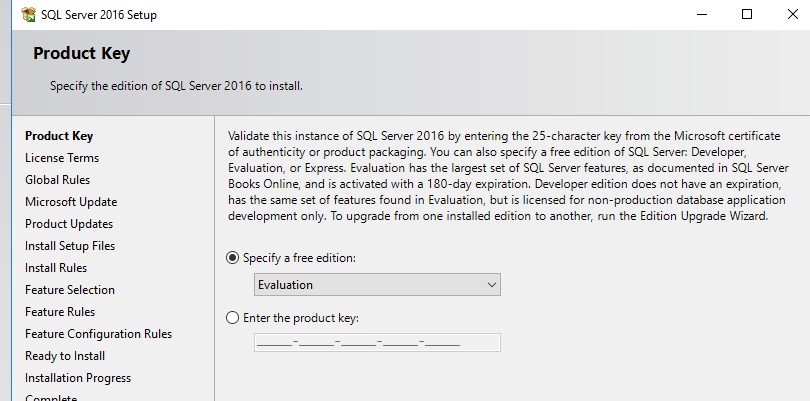 SQL Server 2016 Setup
Product Key
Specify the edition of SQL Server 2016 to install.
Product Key
License Terms
Global Rules
Microsoft Update
Product Updates
Install Setup Files
Install Rules
Feature Selection
Feature Rules
Feature Configuration Rules
Ready to Install
Installation Progress
Complete
Validate this instance of SQL Server 2016 by entering the 25-character key from the Microsoft certificate
of authenticity or product packaging. You can also specify a free edition of SQL Server: Developer,
Evaluation, or Express. Evaluation has the largest set of SQL Server features, as documented in SQL Server
Books Online, and is activated with a 180-day expiration. Developer edition does not have an expiration,
has the same set of features found in Evaluation, but is licensed for non-production database application
development only. To upgrade from one installed edition to another, run the Edition Upgrade Wizard.
Specify a free edition:
Evaluation
Enter the product key:
_____-_____-_____-_____-_____